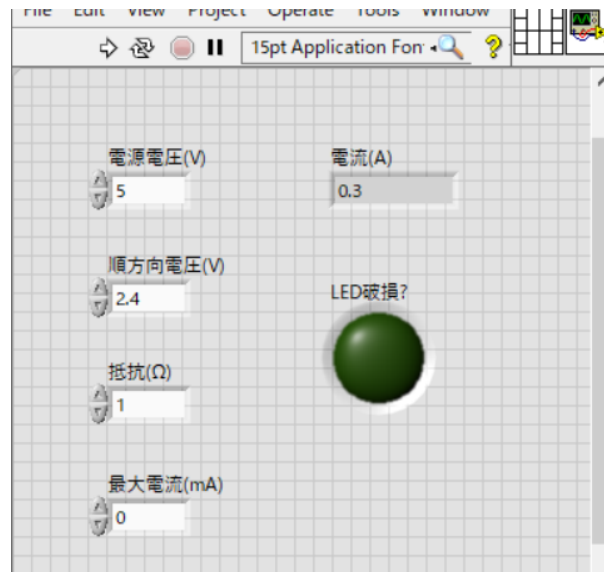 File Edit View Project Operate Tools Window
15pt Application Fon
電源電圧(V)
5
電流(A)
0.3
順方向電圧(V)
2.4
LED破損?
抵抗(Ω)
1
最大電流(mA)
0